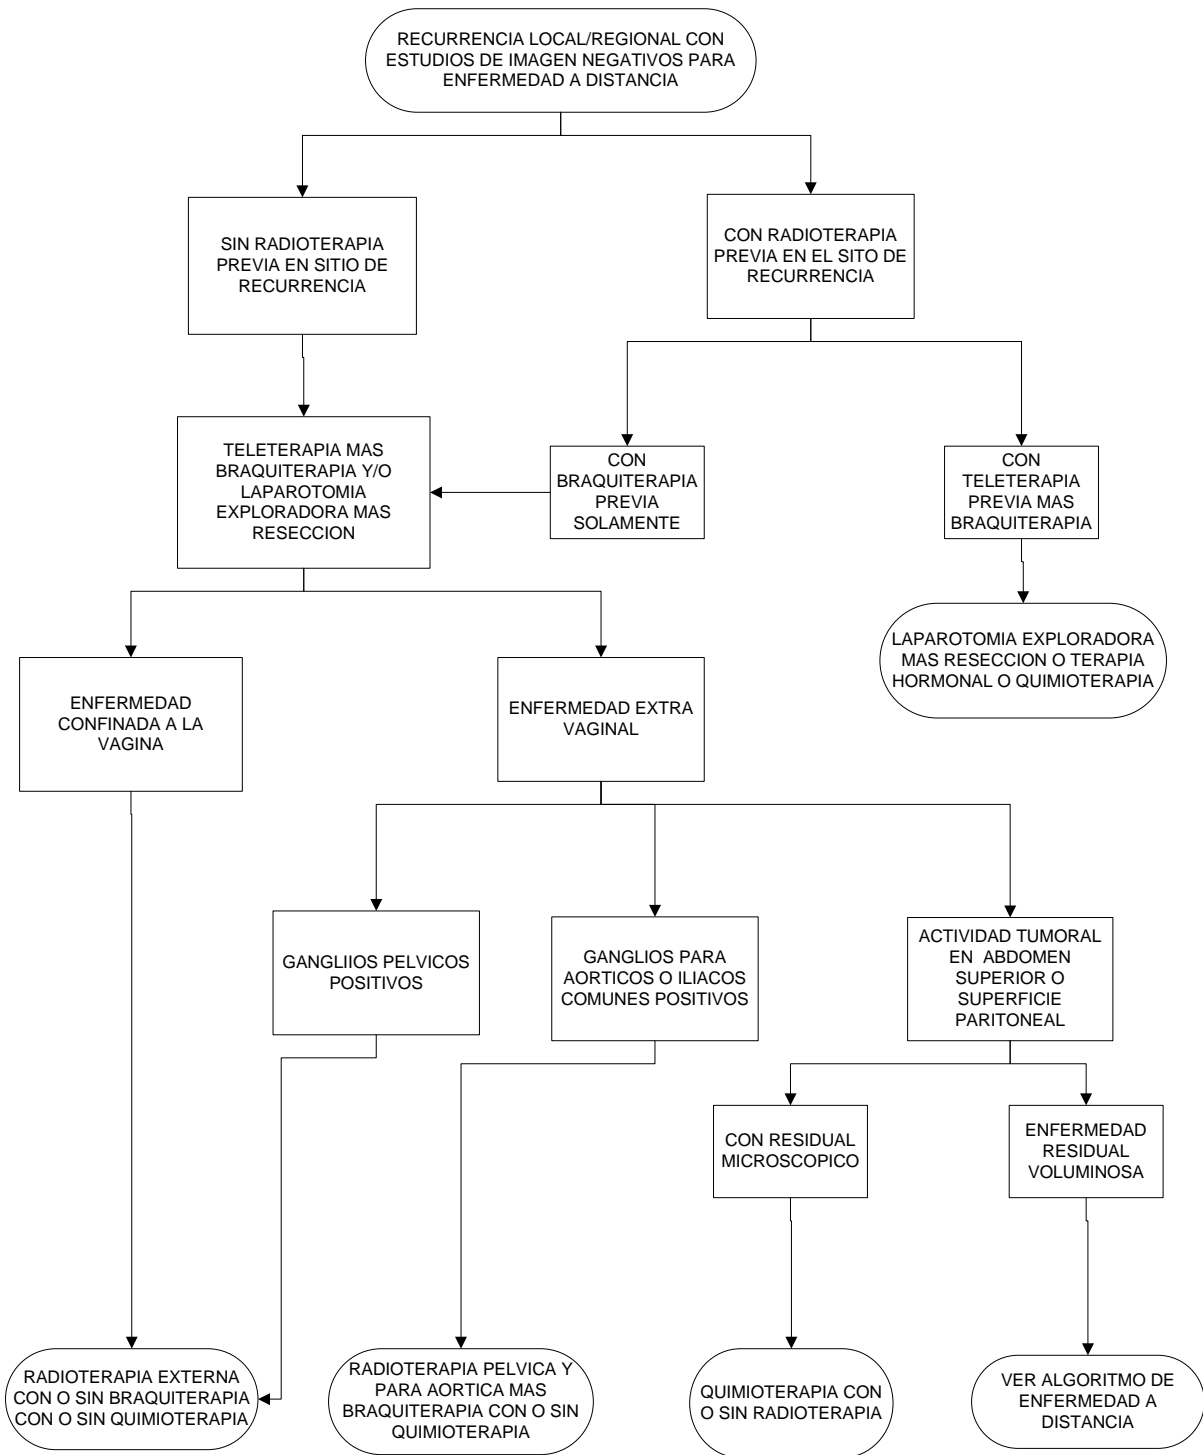 RECURRENCIA LOCAL/REGIONAL CON
ESTUDIOS DE IMAGEN NEGATIVOS PARA
ENFERMEDAD A DISTANCIA
SIN RADIOTERAPIA
PREVIA EN SITIO DE
RECURRENCIA
CON RADIOTERAPIA
PREVIA EN EL SITO DE
RECURRENCIA
TELETERAPIA MAS
BRAQUITERAPIA Y/O
LAPAROTOMIA
EXPLORADORA MAS
RESECCION
CON
BRAQUITERAPIA
PREVIA
SOLAMENTE
CON
TELETERAPIA
PREVIA MAS
BRAQUITERAPIA
LAPAROTOMIA EXPLORADORA
MAS RESECCION O TERAPIA
HORMONAL O QUIMIOTERAPIA
ENFERMEDAD
CONFINADA A LA
VAGINA
ENFERMEDAD EXTRA
VAGINAL
GANGLIIOS PELVICOS
POSITIVOS
GANGLIOS PARA
AORTICOS O ILIACOS
COMUNES POSITIVOS
ACTIVIDAD TUMORAL
EN ABDOMEN
SUPERIOR O
SUPERFICIE
PARITONEAL
CON RESIDUAL
MICROSCOPICO
ENFERMEDAD
RESIDUAL
VOLUMINOSA
RADIOTERAPIA EXTERNA
CON O SIN BRAQUITERAPIA
CON O SIN QUIMIOTERAPIA
RADIOTERAPIA PELVICA Y
PARA AORTICA MAS
BRAQUITERAPIA CON O SIN
QUIMIOTERAPIA
QUIMIOTERAPIA CON
O SIN RADIOTERAPIA
VER ALGORITMO DE
ENFERMEDAD A
DISTANCIA